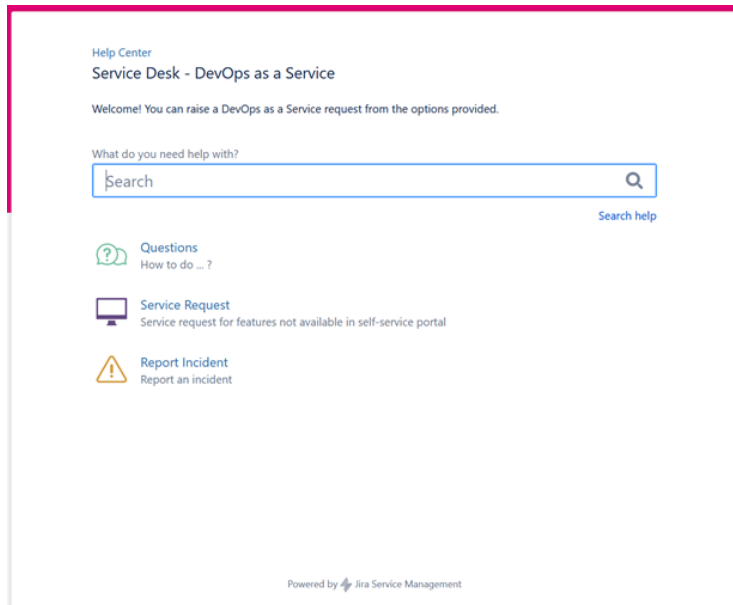 Help Center
Service Desk - DevOps as a Service
Welcome! You can raise a DevOps as a Service request from the options provided.
What do you need help with?
Search
Search help
Questions
How to do ... ?
Service Request
Service request for features not available in self-service portal
Report Incident
Report an incident
Powered by Jira Service Management